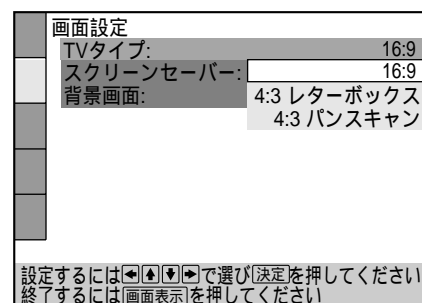 画面設定
TVタイプ: 16:9
スクリーンセーバー: 16:9
背景画面: 4:3 レターボックス
4:3 パンスキャン
設定するには←↑↓→で選び決定を押してください
終了するには画面表示を押してください